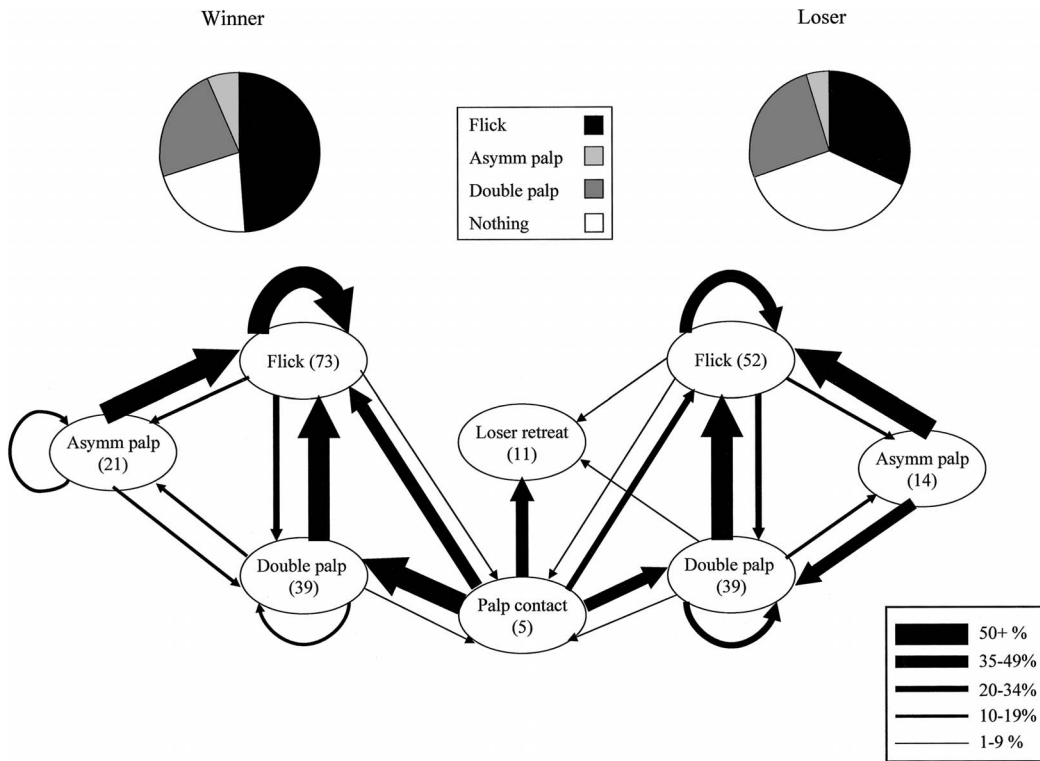 Winner
Loser
Flick
Asymm palp
Double palp
Nothing
Flick (73)
Flick (52)
Asymm palp
(21)
Loser retreat
(11)
Asymm palp
(14)
Double palp
(39)
Palp contact
(5)
Double palp
(39)
50+ %
35-49%
20-34%
10-19%
1-9 %